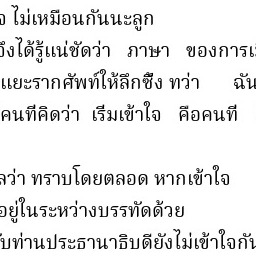 ไม่เหมือนกันนะลูก
จึงได้รู้แน่ชัดว่า ภาษา ของการ
แยะรากศัพท์ให้ลึกซึ้ง ทว่า ฉัน
คนที่คิดว่า เริ่มเข้าใจ คือคนที่
ว่า ทราบโดยตลอด หากเข้าใจ
อยู่ในระหว่างบรรทัดด้วย
ท่านประธานาธิบดียังไม่เข้าใจกัน